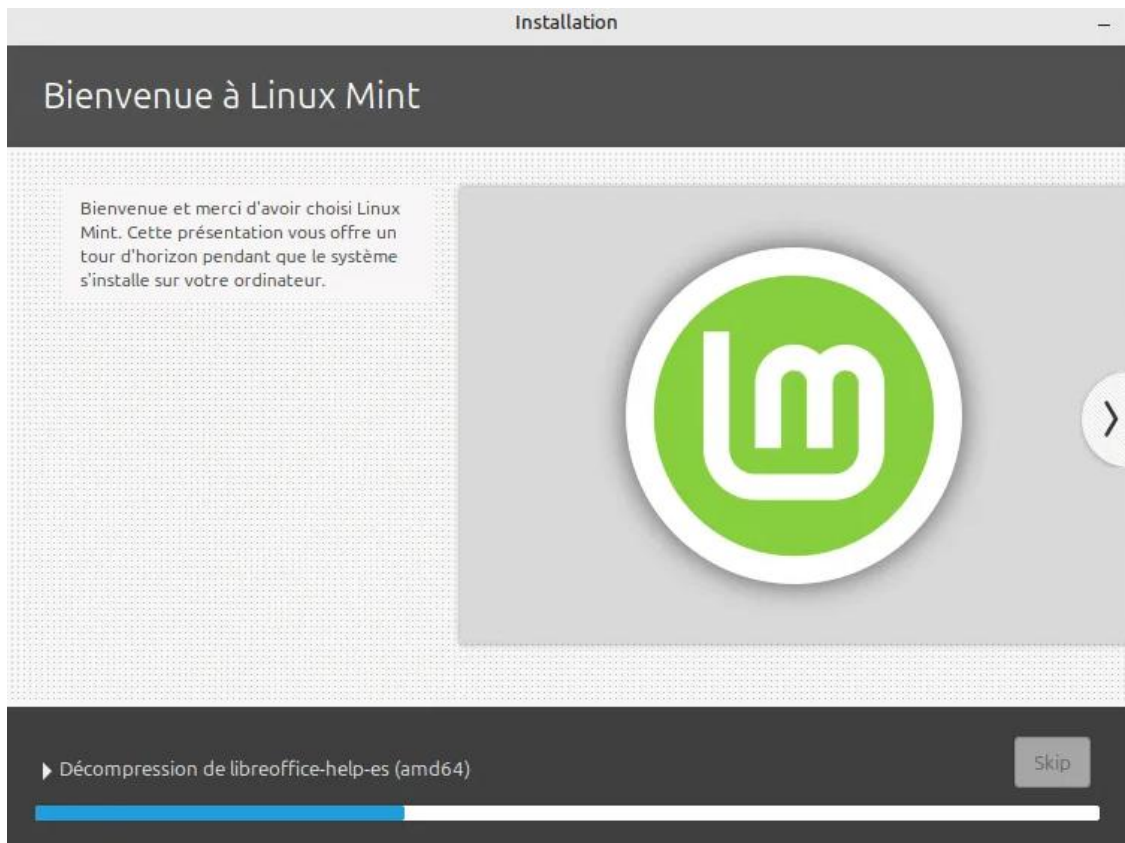 Installation
Bienvenue à Linux Mint
Bienvenue et merci d'avoir choisi Linux
Mint. Cette présentation vous offre un
tour d'horizon pendant que le système
s'installe sur votre ordinateur.
Décompression de libreoffice-help-es (amd64)
Skip